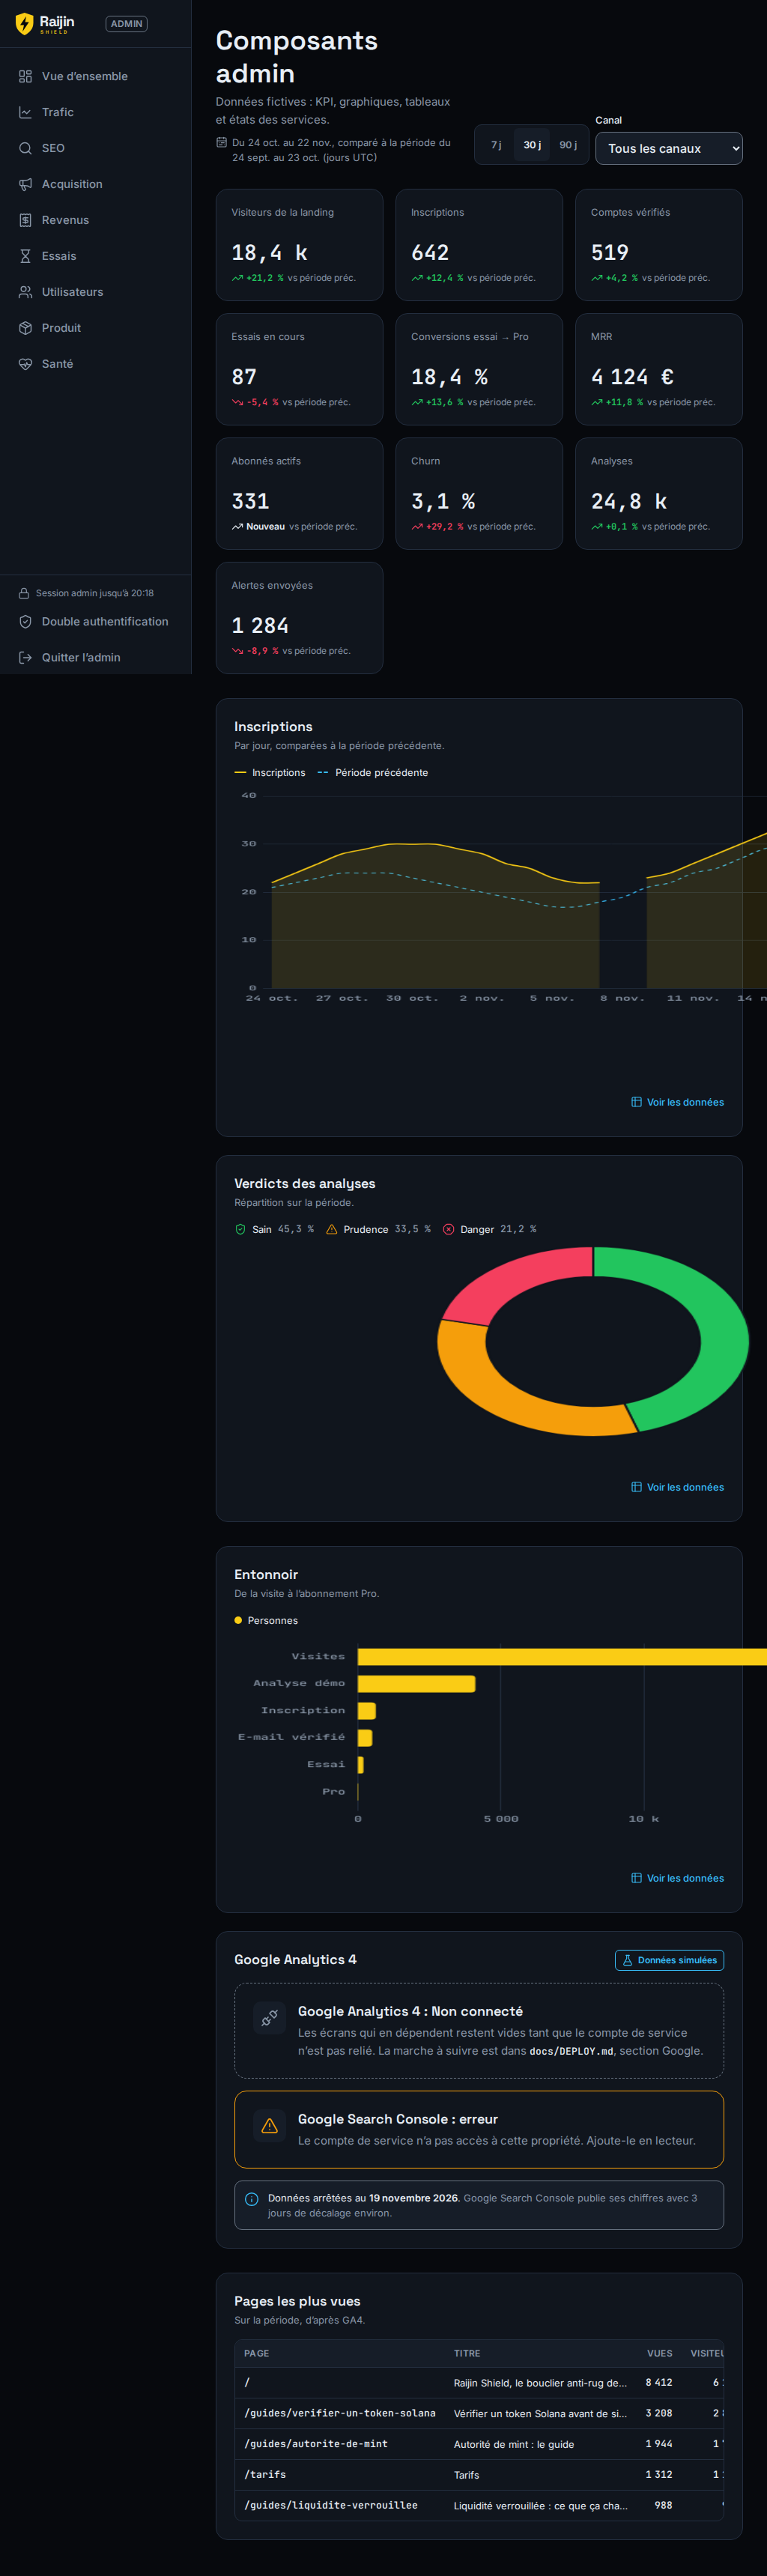 Raijin
SHIELD
ADMIN
Vue d’ensemble
Trafic
SEO
Acquisition
Revenus
Essais
Utilisateurs
Produit
Santé
Session admin jusqu’à 20:18
Double authentification
Quitter l’admin
Composants
admin
Données fictives : KPI, graphiques, tableaux
et états des services.
Du 24 oct. au 22 nov., comparé à la période du
24 sept. au 23 oct. (jours UTC)
7 j 30 j 90 j
Canal
Tous les canaux
Visiteurs de la landing
18,4 k
+21,2 % vs période préc.
Inscriptions
642
+12,4 % vs période préc.
Comptes vérifiés
519
+4,2 % vs période préc.
Essais en cours
87
-5,4 % vs période préc.
Conversions essai → Pro
18,4 %
+13,6 % vs période préc.
MRR
4 124 €
+11,8 % vs période préc.
Abonnés actifs
331
Nouveau vs période préc.
Churn
3,1 %
+29,2 % vs période préc.
Analyses
24,8 k
+0,1 % vs période préc.
Alertes envoyées
1 284
-8,9 % vs période préc.
Inscriptions
Par jour, comparées à la période précédente.
Inscriptions Période précédente
40
30
20
10
0
24 oct. 27 oct. 30 oct. 2 nov. 5 nov. 8 nov. 11 nov. 14 n
Voir les données
Verdicts des analyses
Répartition sur la période.
Sain 45,3 % Prudence 33,5 % Danger 21,2 %
Voir les données
Entonnoir
De la visite à l’abonnement Pro.
Personnes
Visites
Analyse démo
Inscription
E-mail vérifié
Essai
Pro
0 5 000 10 k
Voir les données
Google Analytics 4
Données simulées
Google Analytics 4 : Non connecté
Les écrans qui en dépendent restent vides tant que le compte de service
n’est pas relié. La marche à suivre est dans docs/DEPLOY.md, section Google.
Google Search Console : erreur
Le compte de service n’a pas accès à cette propriété. Ajoute-le en lecteur.
Données arrêtées au 19 novembre 2026. Google Search Console publie ses chiffres avec 3
jours de décalage environ.
Pages les plus vues
Sur la période, d’après GA4.
PAGE TITRE VUES VISITEU
/ Raijin Shield, le bouclier anti-rug de… 8 412 6
/guides/verifier-un-token-solana Vérifier un token Solana avant de si… 3 208 2
/guides/autorite-de-mint Autorité de mint : le guide 1 944 1
/tarifs Tarifs 1 312 1
/guides/liquidite-verrouillee Liquidité verrouillée : ce que ça cha… 988